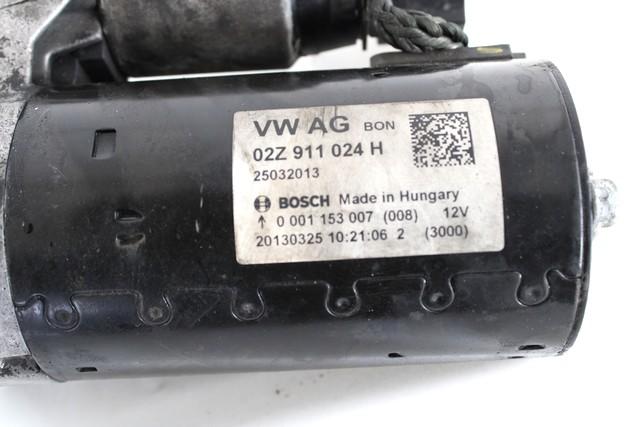 VW AG BON
02Z 911 024 H
25032013
BOSCH Made in Hungary
↑ 0 001 153 007 (008) 12V
20130325 10:21:06 2 (3000)